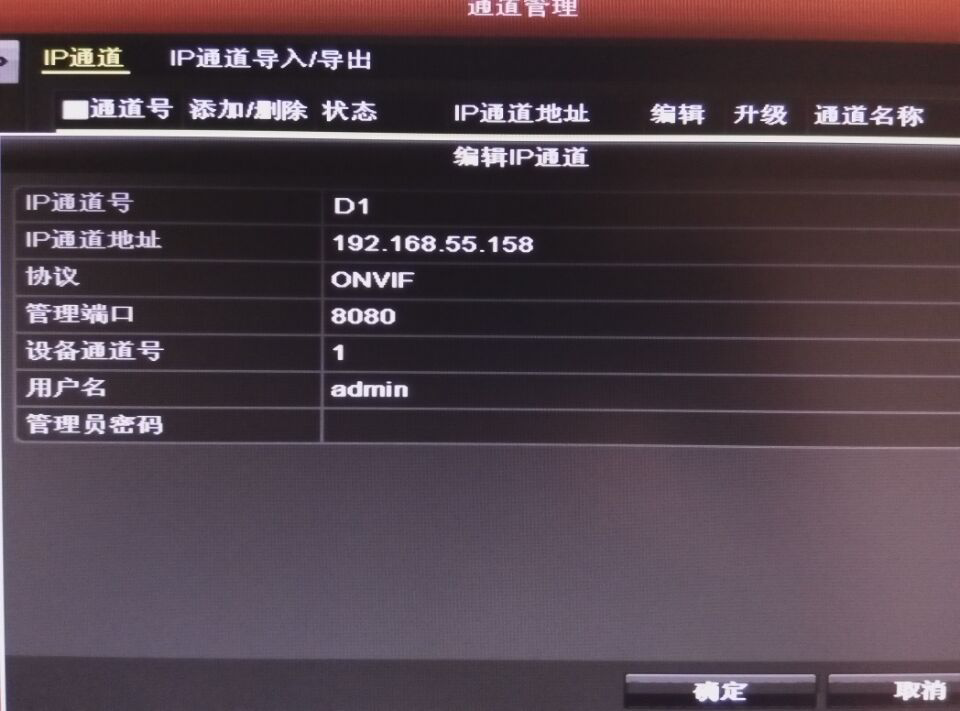 通道管理
IP通道 IP通道导入/导出
通道号 添加/删除 状态 IP通道地址 编辑 升级 通道名称
编辑IP通道
IP通道号 D1
IP通道地址 192.168.55.158
协议 ONVIF
管理端口 8080
设备通道号 1
用户名 admin
管理员密码
确定 取消